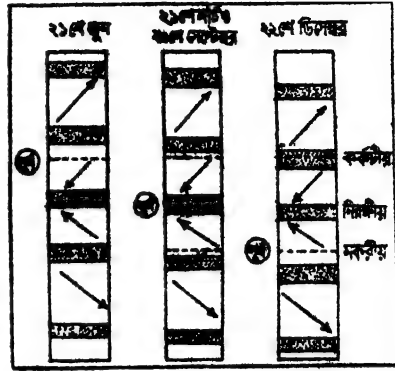 ২১শে জুন
২১শে মার্চ ও
২৩শে সেপ্টেম্বর
২২শে ডিসেম্বর
কর্কটীয়
নিরক্ষীয়
মকরীয়